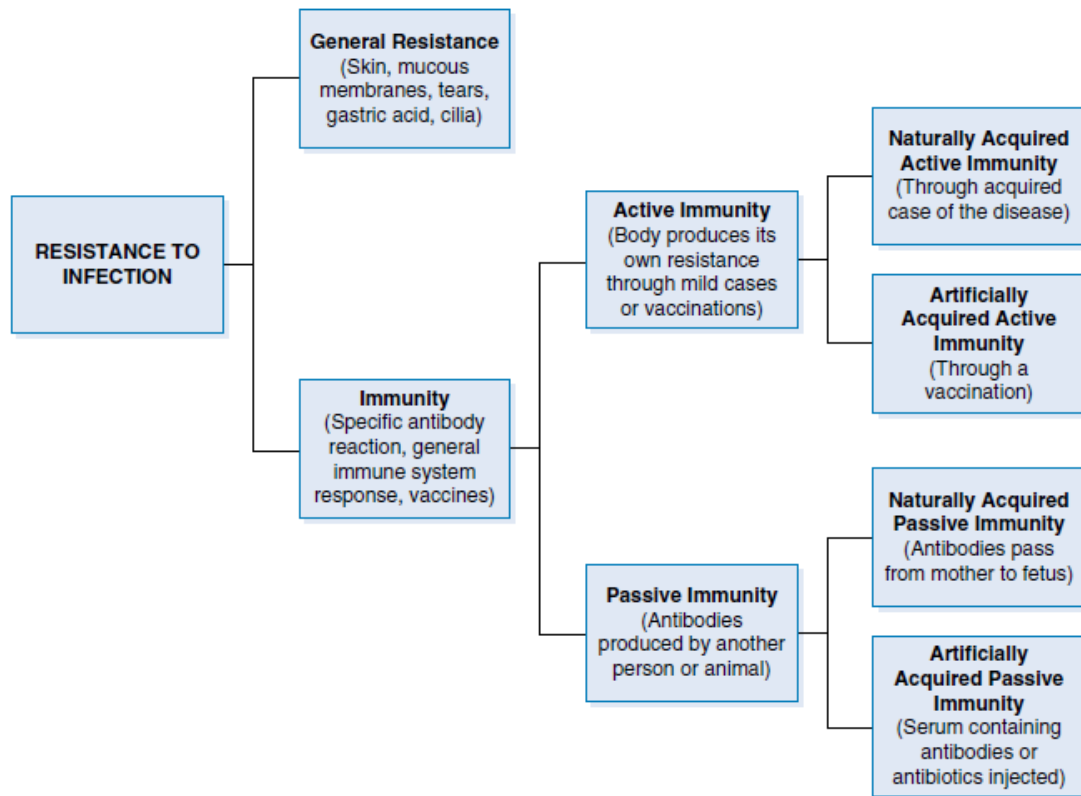 General Resistance
(Skin, mucous
membranes, tears,
gastric acid, cilia)
RESISTANCE TO
INFECTION
Immunity
(Specific antibody
reaction, general
immune system
response, vaccines)
Active Immunity
(Body produces its
own resistance
through mild cases
or vaccinations)
Naturally Acquired
Active Immunity
(Through acquired
case of the disease)
Artificially
Acquired Active
Immunity
(Through a
vaccination)
Passive Immunity
(Antibodies
produced by another
person or animal)
Naturally Acquired
Passive Immunity
(Antibodies pass
from mother to fetus)
Artificially
Acquired Passive
Immunity
(Serum containing
antibodies or
antibiotics injected)